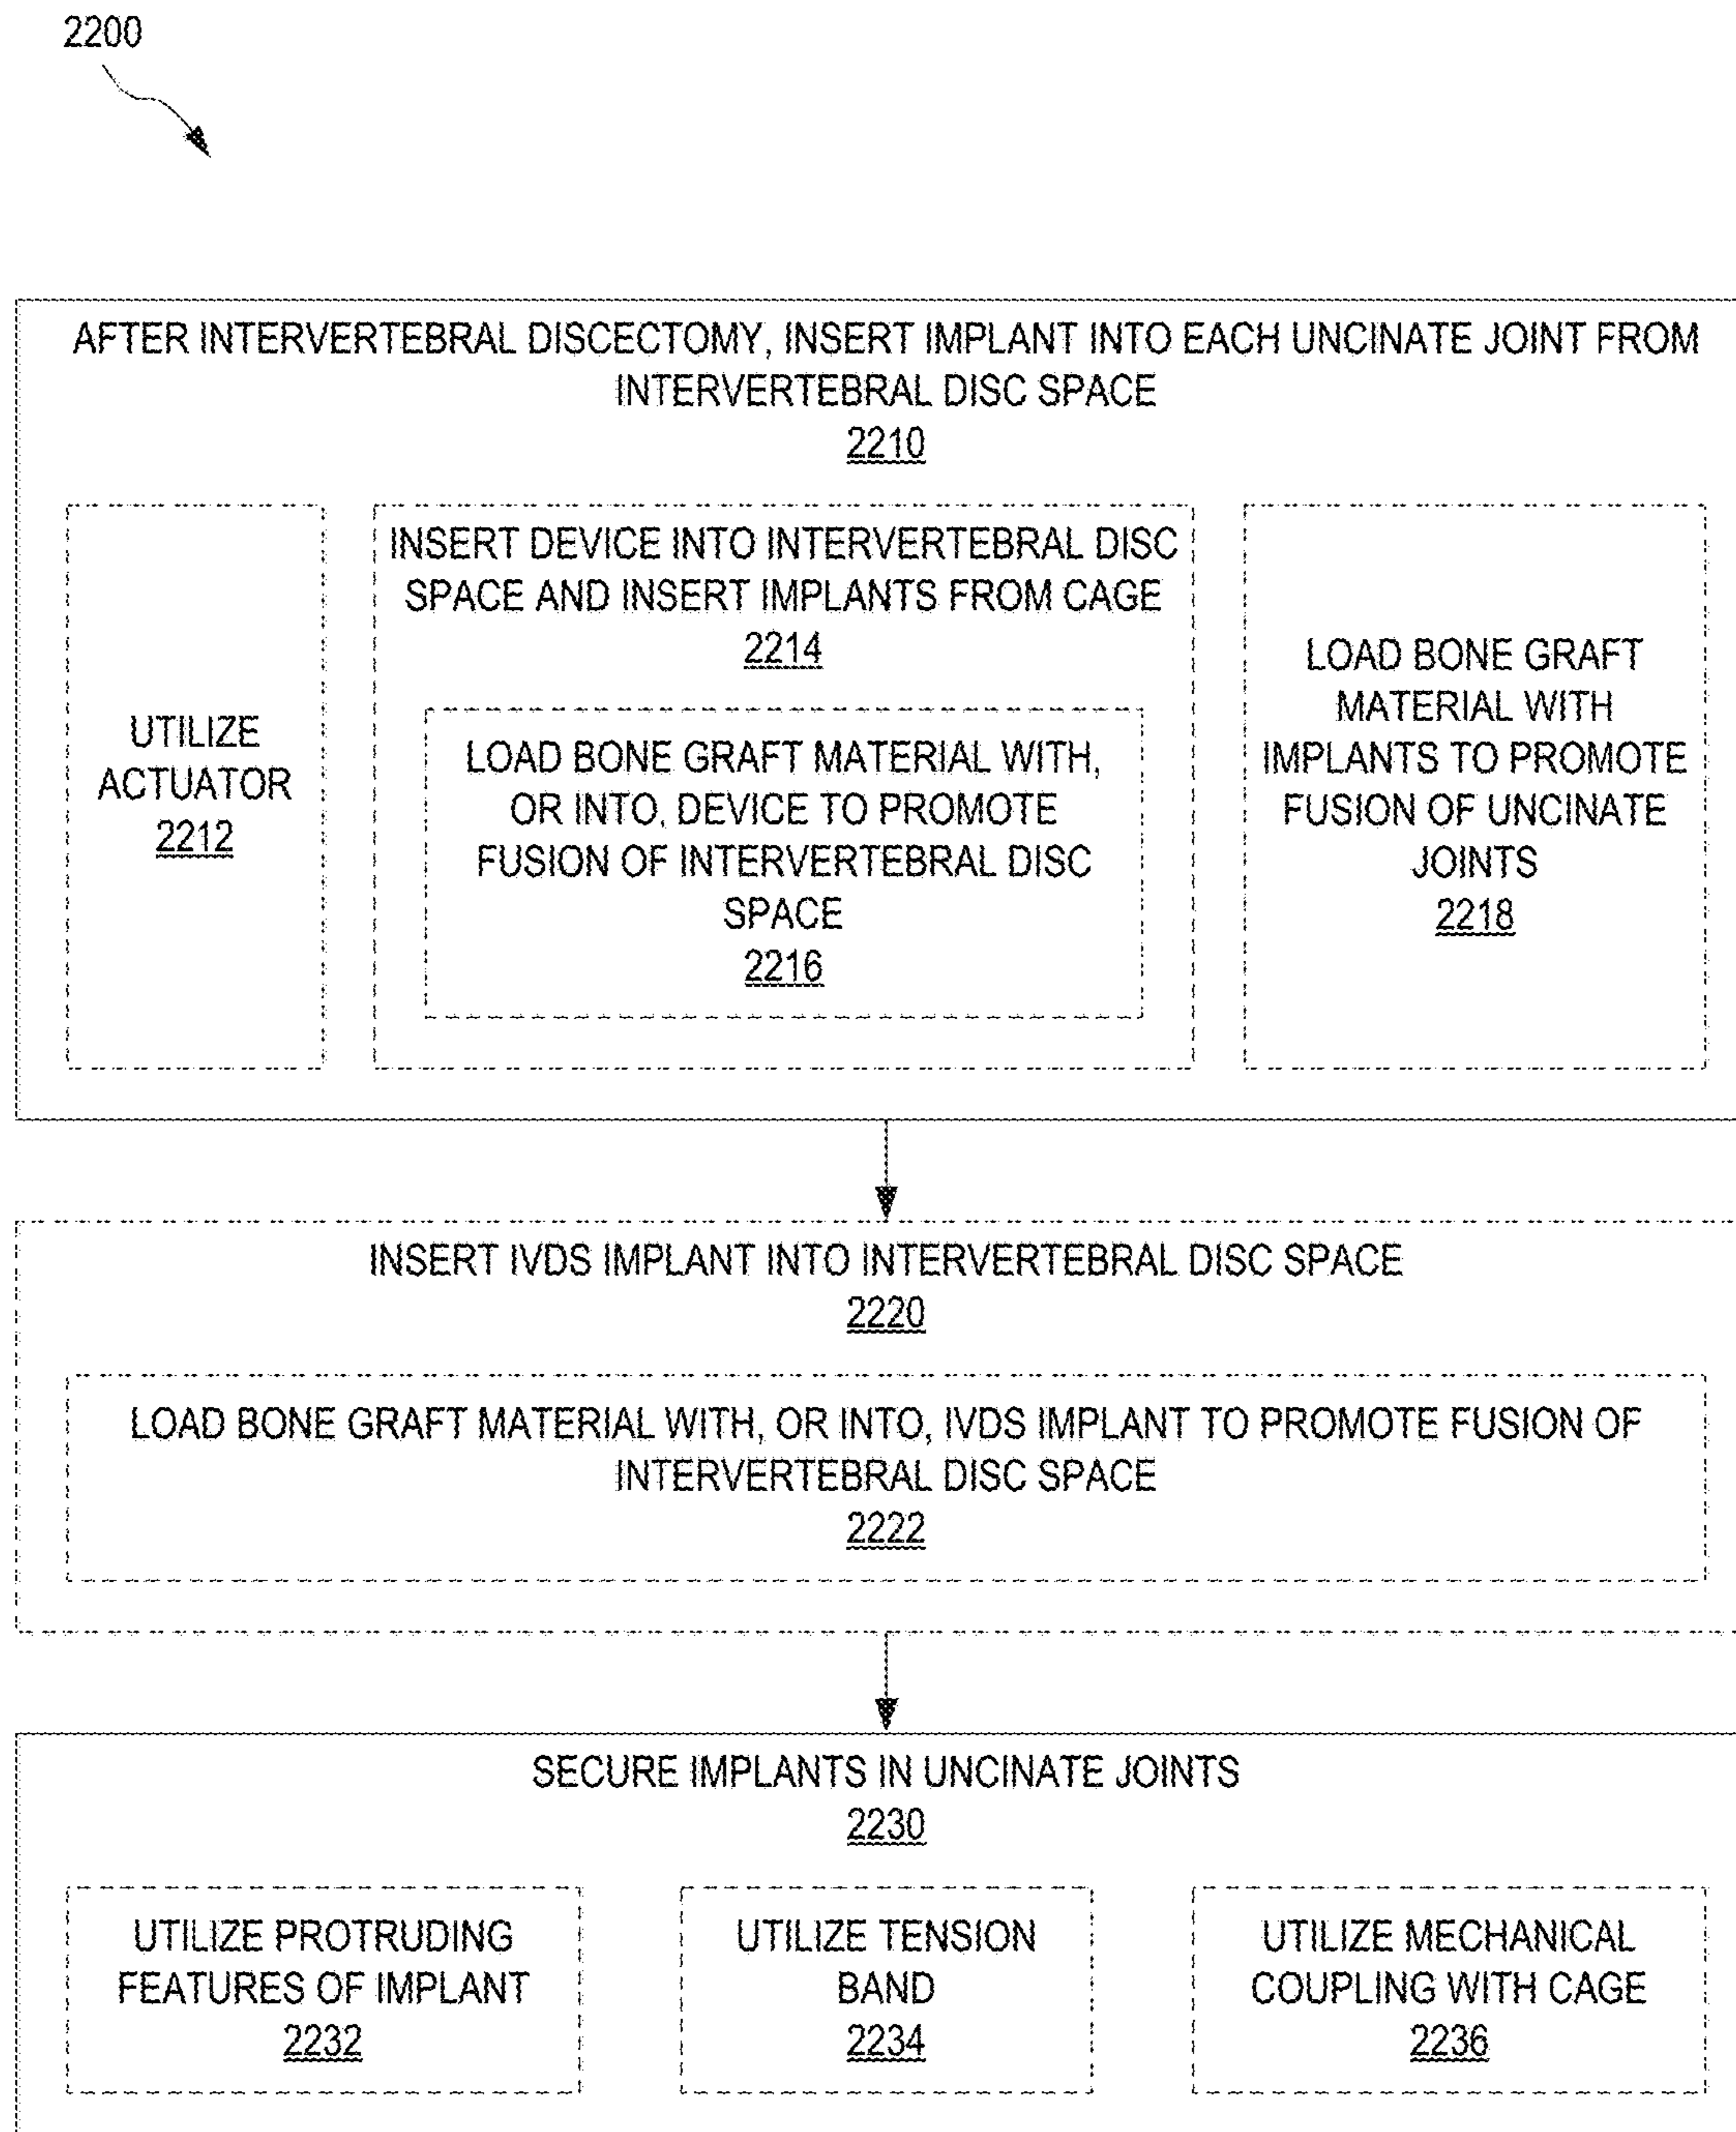 2200
AFTER INTERVERTEBRAL DISCECTOMY, INSERT IMPLANT INTO EACH UNCINATE JOINT FROM
INTERVERTEBRAL DISC SPACE
2210
UTILIZE
ACTUATOR
2212
INSERT DEVICE INTO INTERVERTEBRAL DISC
SPACE AND INSERT IMPLANTS FROM CAGE
2214
LOAD BONE GRAFT MATERIAL WITH,
OR INTO, DEVICE TO PROMOTE
FUSION OF INTERVERTEBRAL DISC
SPACE
2216
LOAD BONE GRAFT
MATERIAL WITH
IMPLANTS TO PROMOTE
FUSION OF UNCINATE
JOINTS
2218
INSERT IVDS IMPLANT INTO INTERVERTEBRAL DISC SPACE
2220
LOAD BONE GRAFT MATERIAL WITH, OR INTO, IVDS IMPLANT TO PROMOTE FUSION OF
INTERVERTEBRAL DISC SPACE
2222
SECURE IMPLANTS IN UNCINATE JOINTS
2230
UTILIZE PROTRUDING
FEATURES OF IMPLANT
2232
UTILIZE TENSION
BAND
2234
UTILIZE MECHANICAL
COUPLING WITH CAGE
2236